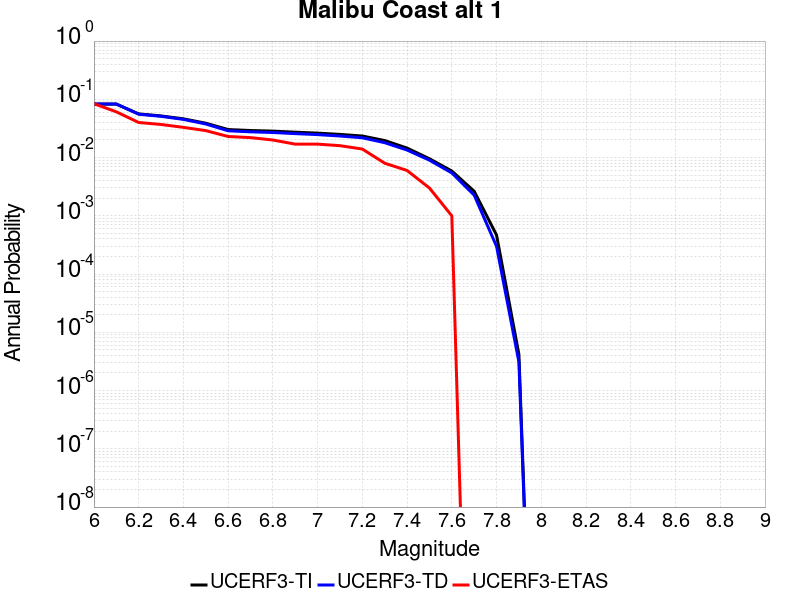 Malibu Coast alt 1
10^0
10^-1
10^-2
10^-3
10^-4
10^-5
10^-6
10^-7
10^-8
Annual Probability
6 6.2 6.4 6.6 6.8 7 7.2 7.4 7.6 7.8 8 8.2 8.4 8.6 8.8 9
Magnitude
UCERF3-TI UCERF3-TD UCERF3-ETAS